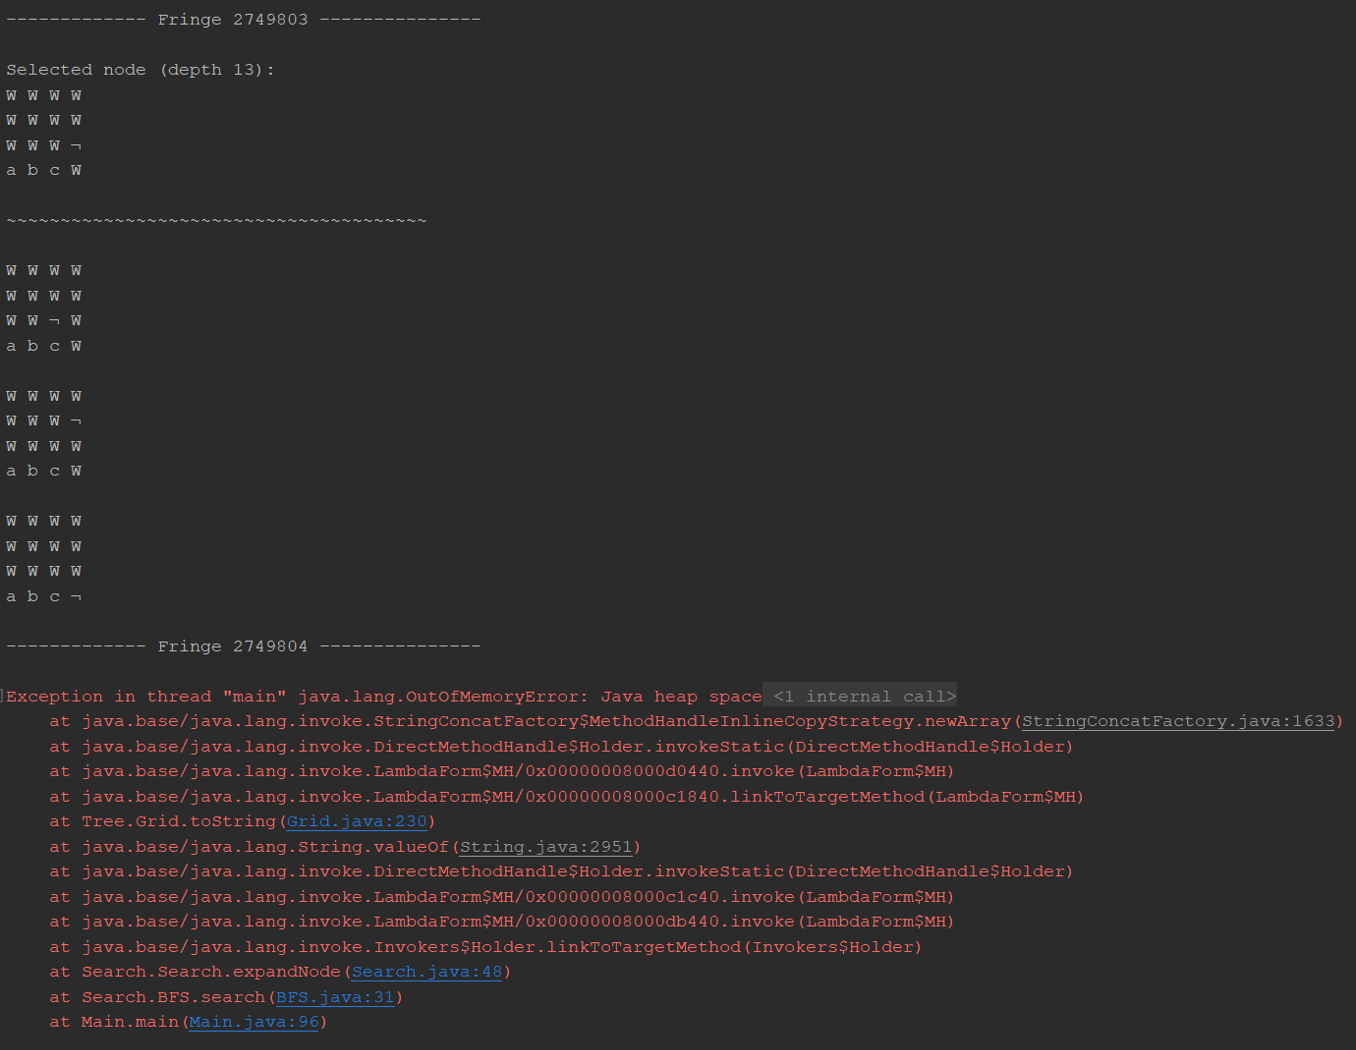 ------------- Fringe 2749803 ---------------
Selected node (depth 13):
W W W W
W W W W
W W W ¬
a b c W
~~~~~~~~~~~~~~~~~~~~~~~~~~~~~~~~~~~~~~~
W W W W
W W W W
W W ¬ W
a b c W
W W W W
W W W ¬
W W W W
a b c W
W W W W
W W W W
W W W W
a b c ¬
------------- Fringe 2749804 ---------------
Exception in thread "main" java.lang.OutOfMemoryError: Java heap space <1 internal call>
at java.base/java.lang.invoke.StringConcatFactory$MethodHandleInlineCopyStrategy.newArray(StringConcatFactory.java:1633)
at java.base/java.lang.invoke.DirectMethodHandle$Holder.invokeStatic(DirectMethodHandle$Holder)
at java.base/java.lang.invoke.LambdaForm$MH/0x00000008000d0440.invoke(LambdaForm$MH)
at java.base/java.lang.invoke.LambdaForm$MH/0x00000008000c1840.linkToTargetMethod(LambdaForm$MH)
at Tree.Grid.toString(Grid.java:230)
at java.base/java.lang.String.valueOf(String.java:2951)
at java.base/java.lang.invoke.DirectMethodHandle$Holder.invokeStatic(DirectMethodHandle$Holder)
at java.base/java.lang.invoke.LambdaForm$MH/0x00000008000c1c40.invoke(LambdaForm$MH)
at java.base/java.lang.invoke.LambdaForm$MH/0x00000008000db440.invoke(LambdaForm$MH)
at java.base/java.lang.invoke.Invokers$Holder.linkToTargetMethod(Invokers$Holder)
at Search.Search.expandNode(Search.java:48)
at Search.BFS.search(BFS.java:31)
at Main.main(Main.java:96)